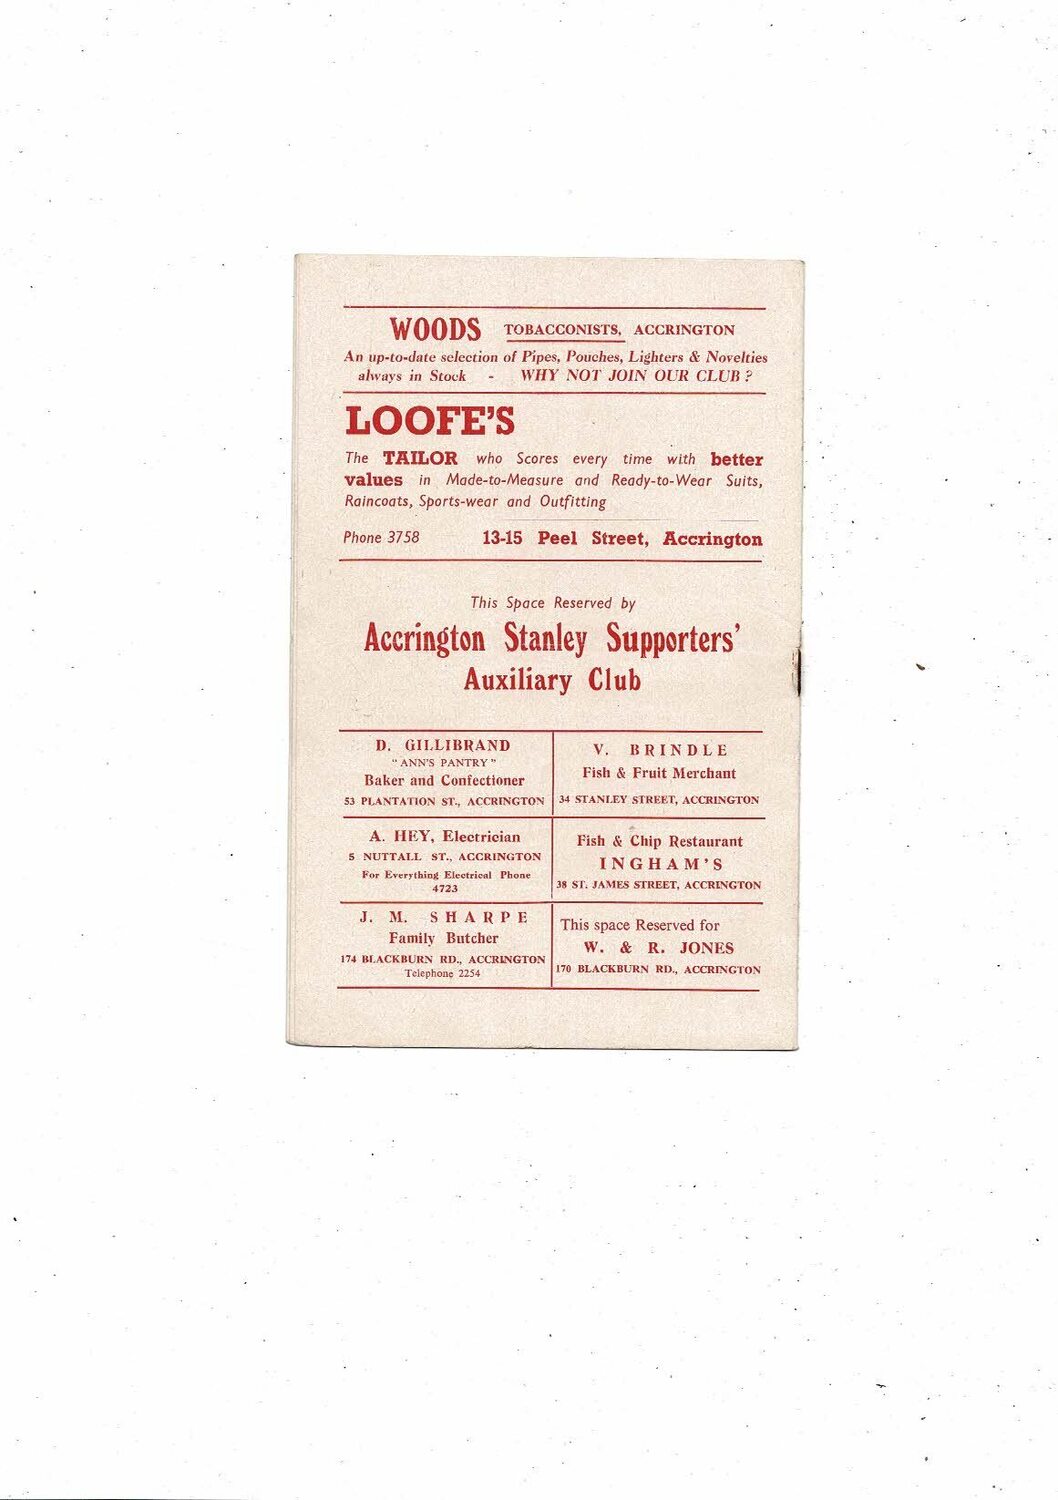 WOODS TOBACCONISTS, ACCRINGTON
An up-to-date selection of Pipes, Pouches, Lighters & Novelties
always in Stock - WHY NOT JOIN OUR CLUB?
LOOFE'S
The TAILOR who Scores every time with better
values in Made-to-Measure and Ready-to-Wear Suits,
Raincoats, Sports-wear and Outfitting
Phone 3758 13-15 Peel Street, Accrington
This Space Reserved by
Accrington Stanley Supporters'
Auxiliary Club
D. GILLIBRAND
"ANN'S PANTRY"
Baker and Confectioner
53 PLANTATION ST., ACCRINGTON
V. BRINDLE
Fish & Fruit Merchant
34 STANLEY STREET, ACCRINGTON
A. HEY, Electrician
5 NUTTALL ST., ACCRINGTON
For Everything Electrical Phone
4723
Fish & Chip Restaurant
INGHAM'S
38 ST. JAMES STREET, ACCRINGTON
J. M. SHARPE
Family Butcher
174 BLACKBURN RD., ACCRINGTON
Telephone 2254
This space Reserved for
W. & R. JONES
170 BLACKBURN RD., ACCRINGTON